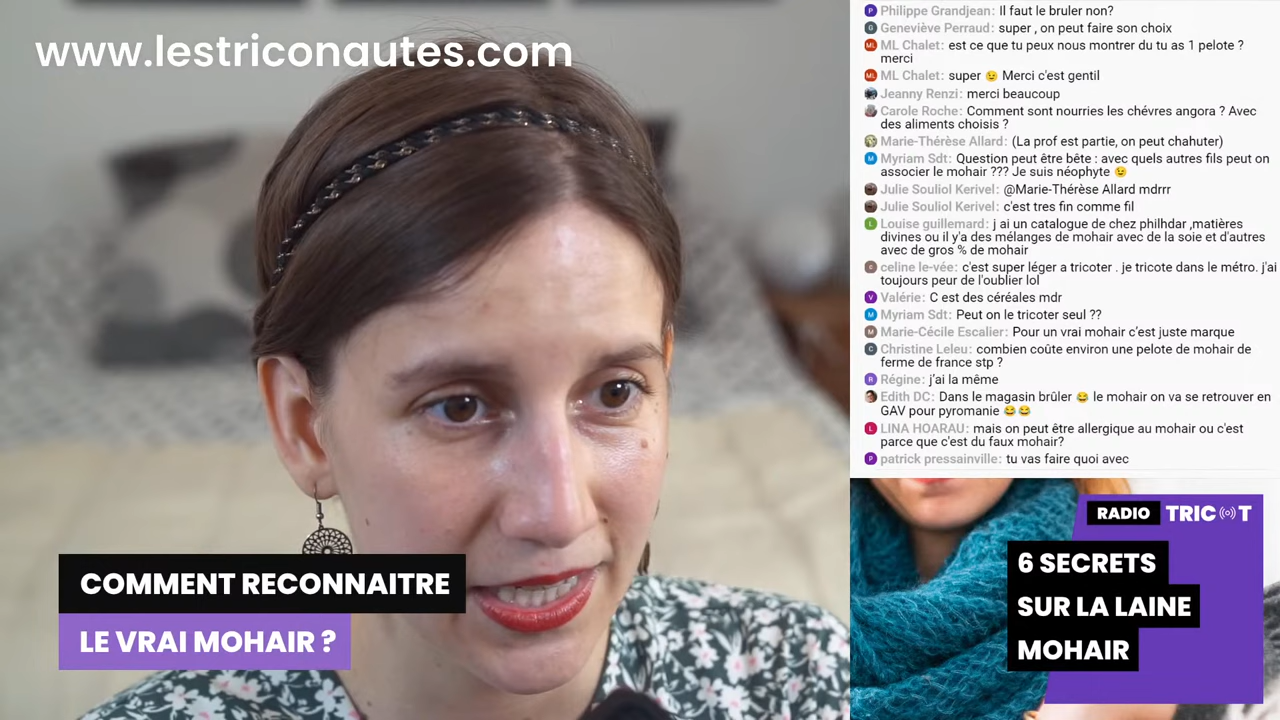 www.lestriconautes.com
COMMENT RECONNAITRE
LE VRAI MOHAIR ?
Philippe Grandjean: Il faut le bruler non?
G Geneviève Perraud: super , on peut faire son choix
ML ML Chalet: est ce que tu peux nous montrer du tu as 1 pelote ?
merci
ML ML Chalet: super 😉 Merci c'est gentil
Jeanny Renzi: merci beaucoup
Carole Roche: Comment sont nourries les chévres angora ? Avec
des aliments choisis ?
Marie-Thérèse Allard: (La prof est partie, on peut chahuter)
M Myriam Sdt: Question peut être bête : avec quels autres fils peut on
associer le mohair ??? Je suis néophyte 😉
Julie Souliol Kerivel: @Marie-Thérèse Allard mdrrr
Julie Souliol Kerivel: c'est tres fin comme fil
L Louise guillemard: j ai un catalogue de chez philhdar ,matières
divines ou il y'a des mélanges de mohair avec de la soie et d'autres
avec de gros % de mohair
c celine le-vée: c'est super léger a tricoter . je tricote dans le métro. j'ai
toujours peur de l'oublier lol
V Valérie: C est des céréales mdr
M Myriam Sdt: Peut on le tricoter seul ??
M Marie-Cécile Escalier: Pour un vrai mohair c'est juste marque
C Christine Leleu: combien coûte environ une pelote de mohair de
ferme de france stp ?
R Régine: j'ai la même
Edith DC: Dans le magasin brûler 😂 le mohair on va se retrouver en
GAV pour pyromanie 😂😂
L LINA HOARAU: mais on peut être allergique au mohair ou c'est
parce que c'est du faux mohair?
P patrick pressainville: tu vas faire quoi avec
RADIO TRICOT
6 SECRETS
SUR LA LAINE
MOHAIR